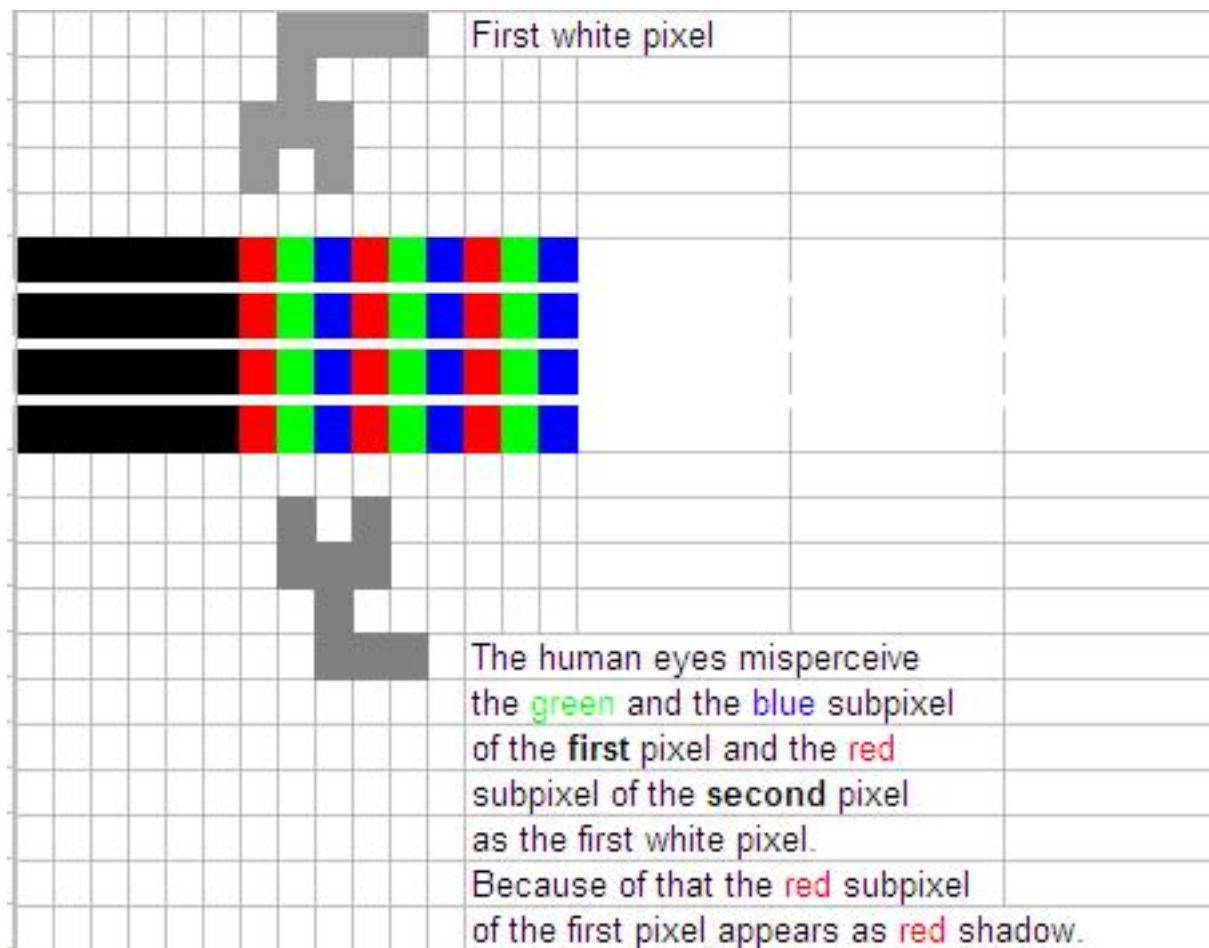 First white pixel
The human eyes misperceive
the green and the blue subpixel
of the first pixel and the red
subpixel of the second pixel
as the first white pixel.
Because of that the red subpixel
of the first pixel appears as red shadow.